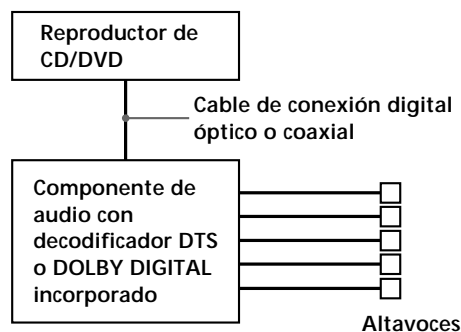 Reproductor de
CD/DVD
Cable de conexión digital
óptico o coaxial
Componente de
audio con
decodificador DTS
o DOLBY DIGITAL
incorporado
Altavoces